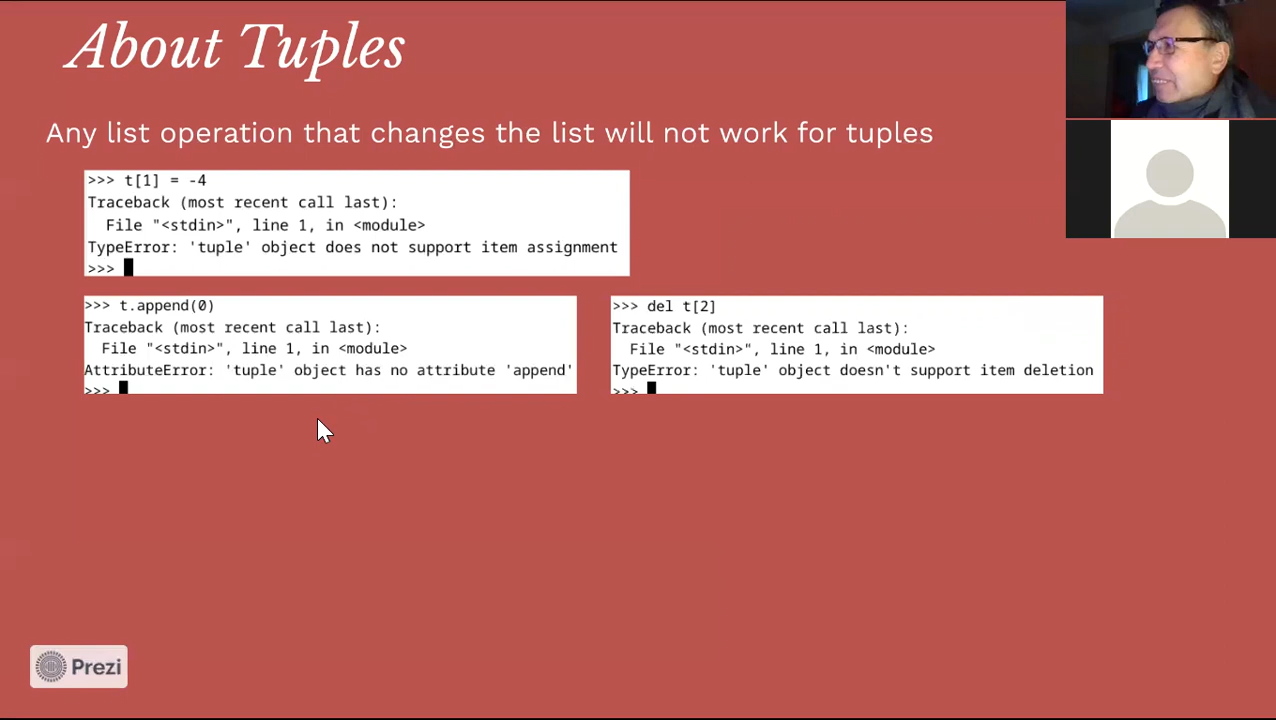 About Tuples
Any list operation that changes the list will not work for tuples
>>> t[1] = -4
Traceback (most recent call last):
File "<stdin>", line 1, in <module>
TypeError: 'tuple' object does not support item assignment
>>>
>>> t.append(0)
Traceback (most recent call last):
File "<stdin>", line 1, in <module>
AttributeError: 'tuple' object has no attribute 'append'
>>>
>>> del t[2]
Traceback (most recent call last):
File "<stdin>", line 1, in <module>
TypeError: 'tuple' object doesn't support item deletion
>>>
Prezi